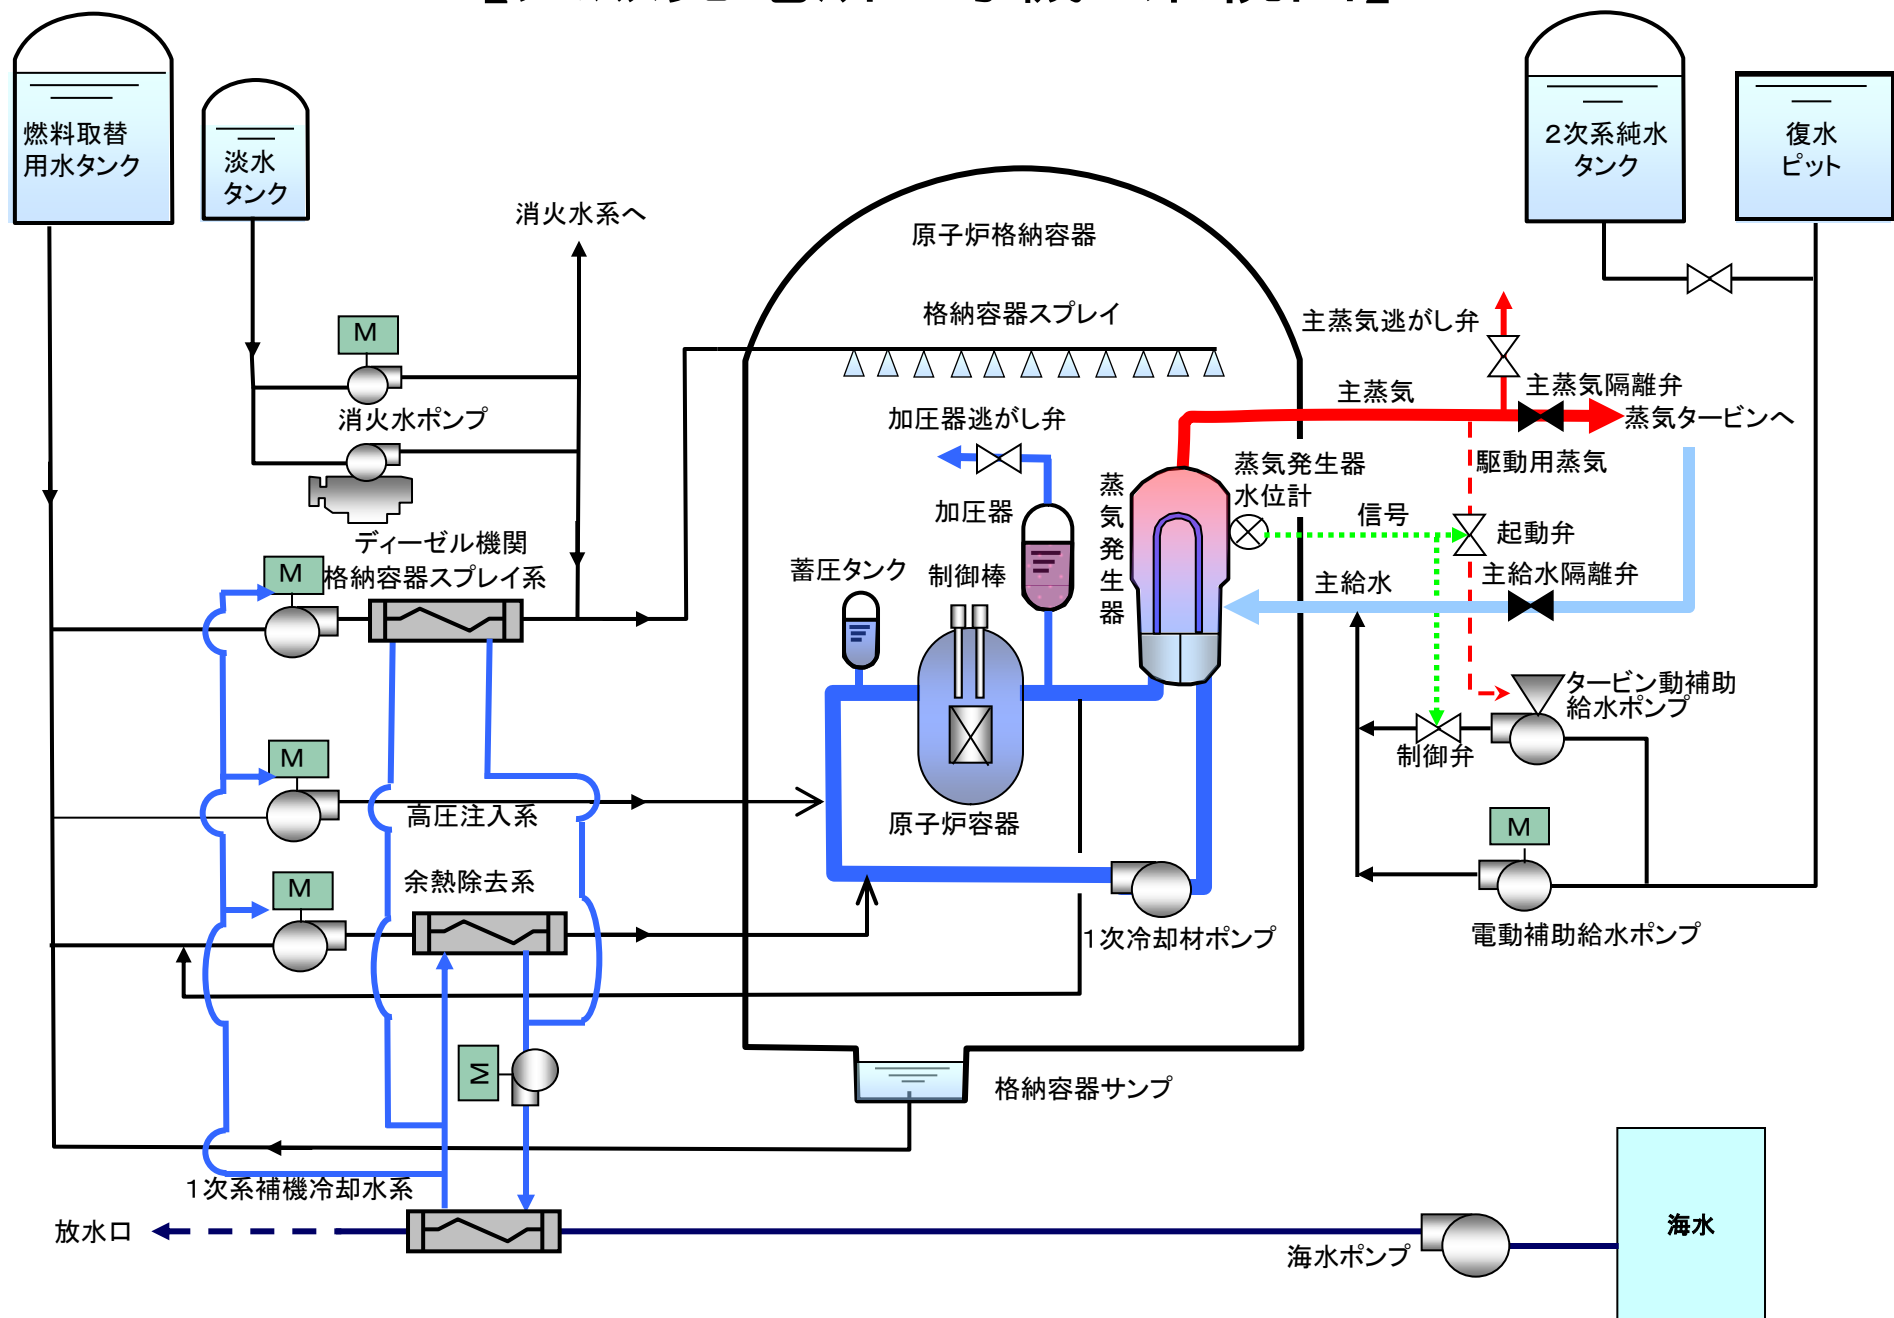 燃料取替
用水タンク
淡水
タンク
消火水系へ
原子炉格納容器
格納容器スプレイ
2次系純水
タンク
復水
ピット
M
消火水ポンプ
ディーゼル機関
主蒸気逃がし弁
主蒸気
主蒸気隔離弁
蒸気タービンへ
加圧器逃がし弁
蒸気発生器
水位計
駆動用蒸気
加圧器
蒸気発生器
信号
起動弁
M
格納容器スプレイ系
蓄圧タンク
制御棒
主給水
主給水隔離弁
タービン動補助
給水ポンプ
制御弁
M
高圧注入系
原子炉容器
M
M
余熱除去系
1次冷却材ポンプ
電動補助給水ポンプ
M
格納容器サンプ
1次系補機冷却水系
放水口
海水ポンプ
海水